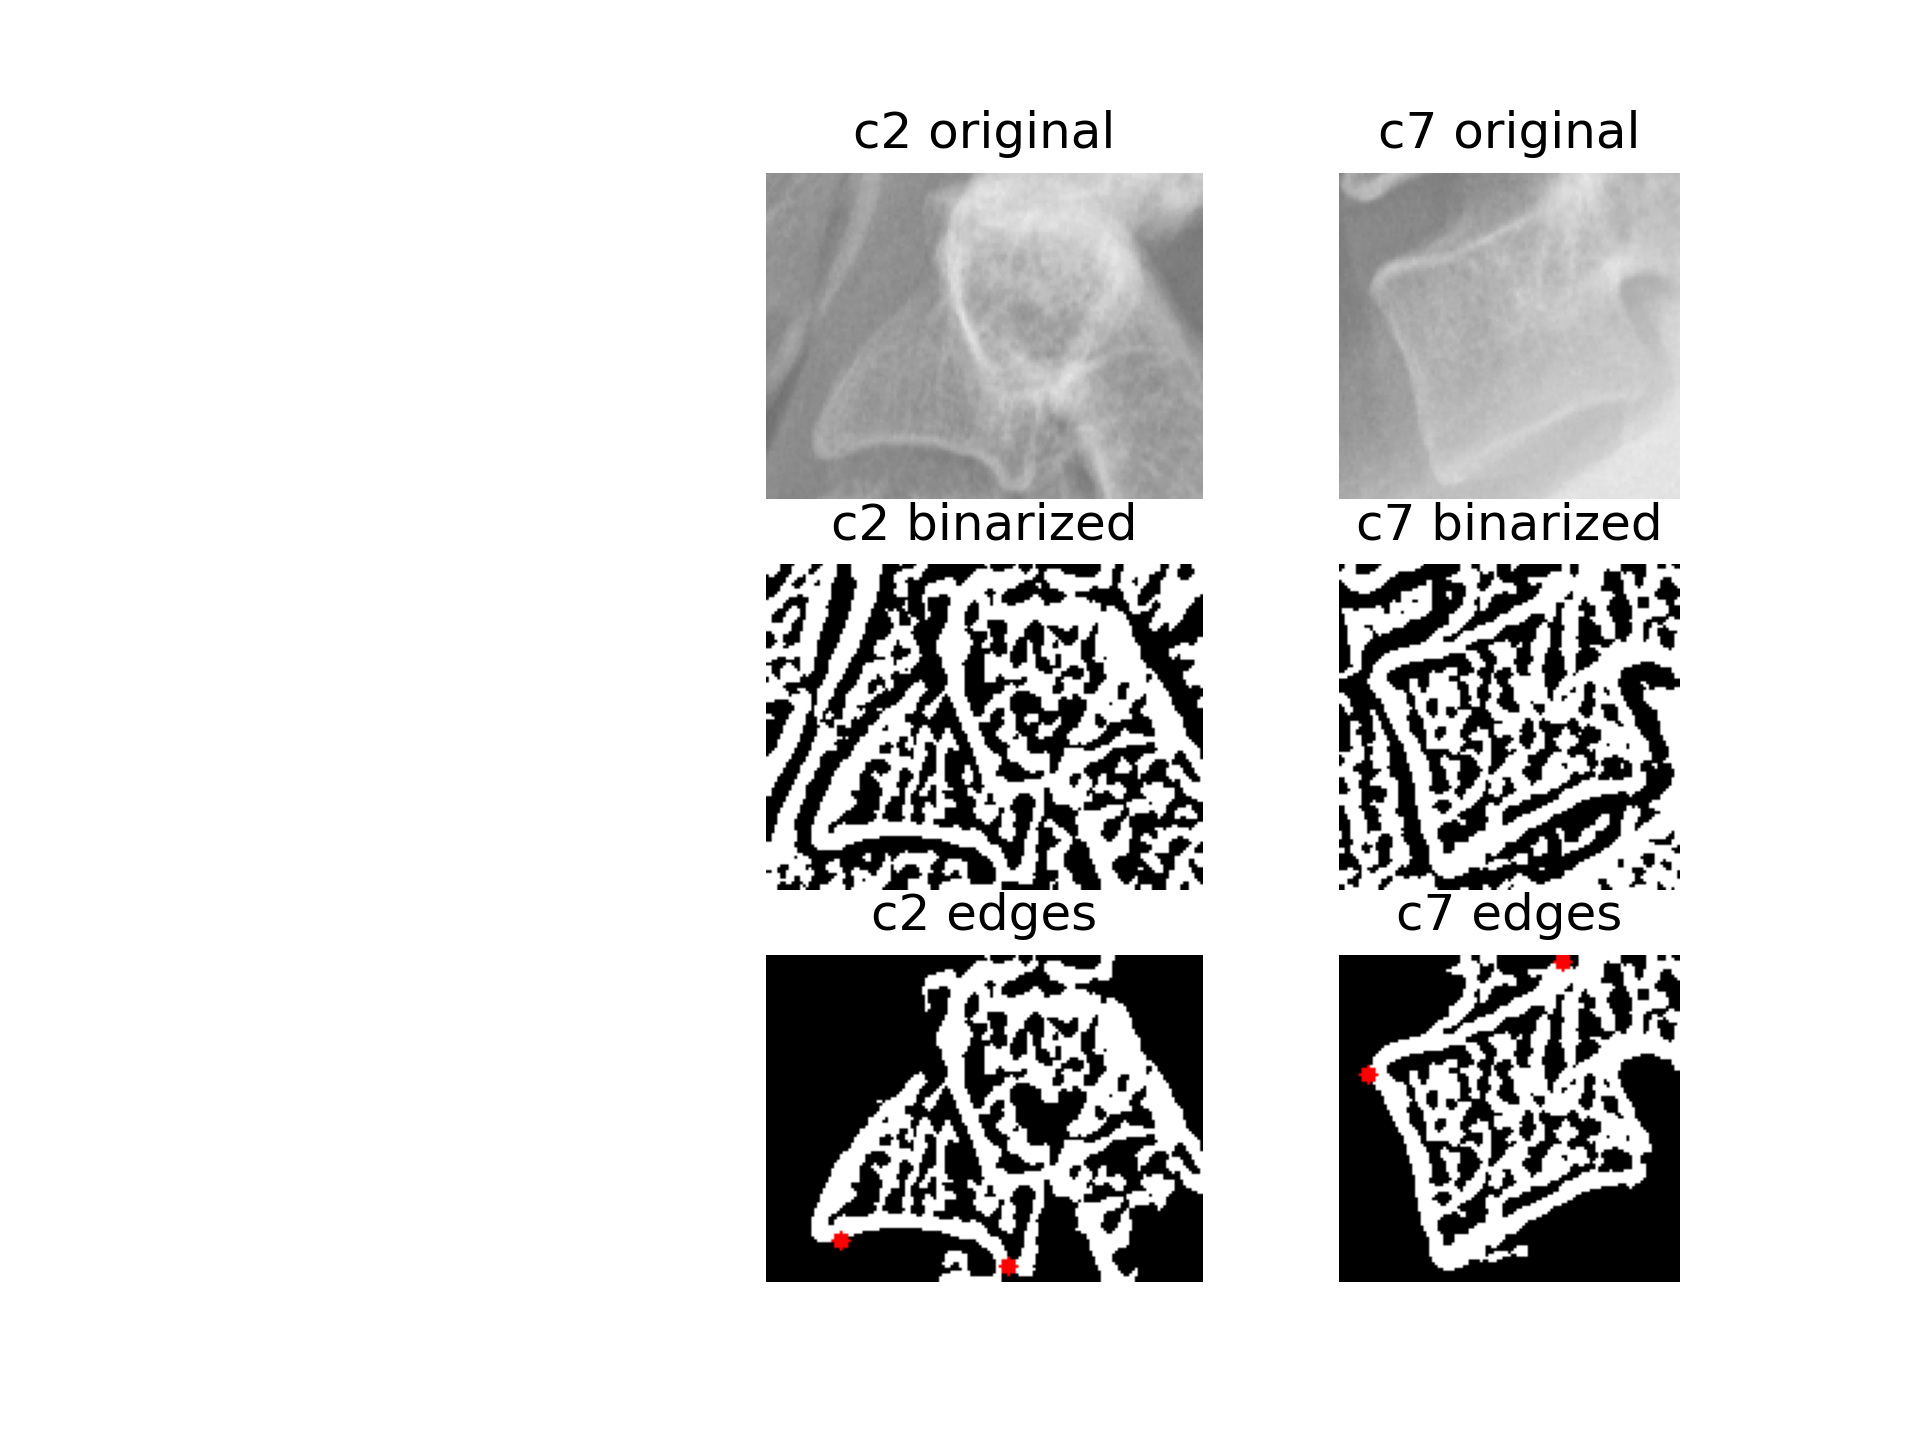 c2 original
c7 original
c2 binarized
c7 binarized
c2 edges
c7 edges